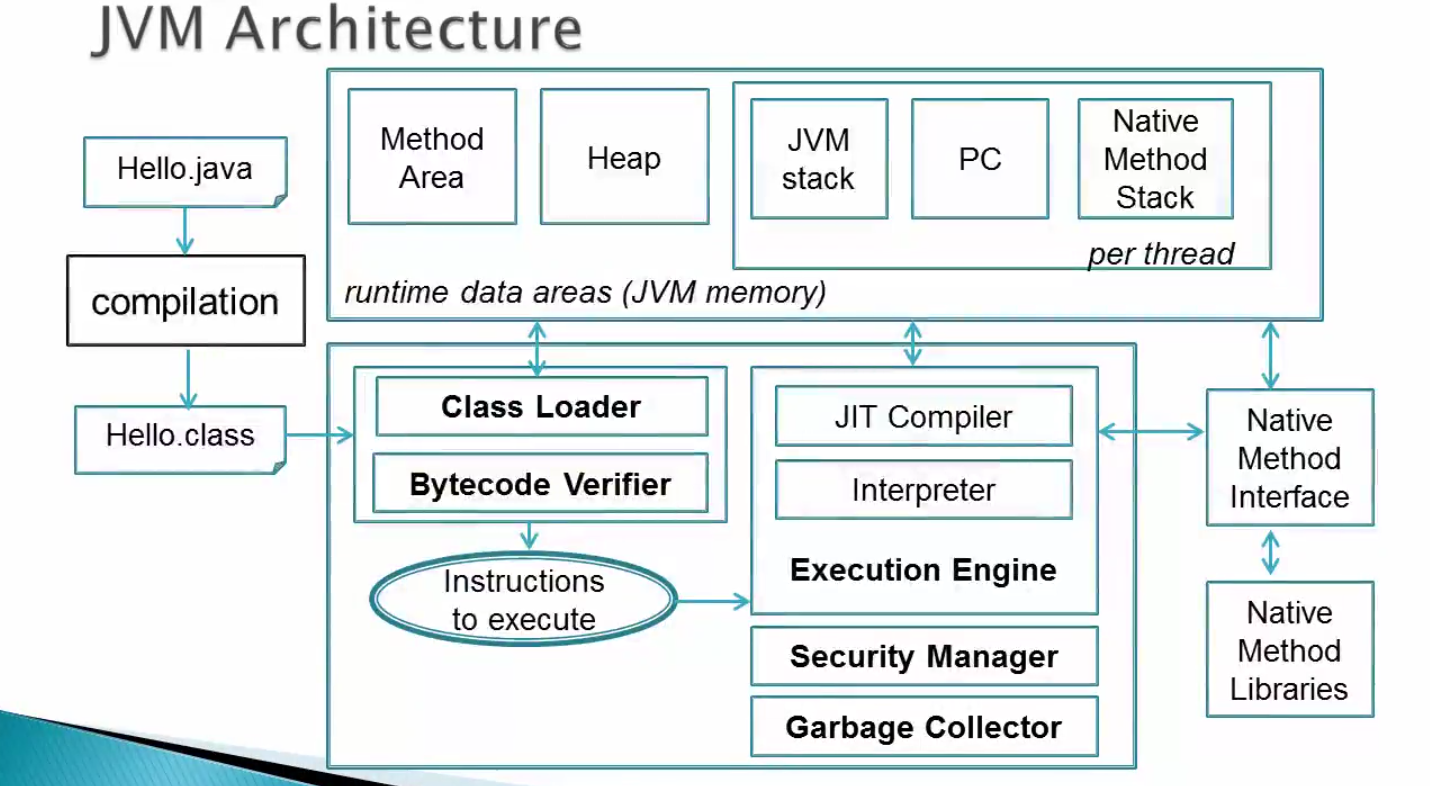 JVM Architecture
Hello.java
compilation
Hello.class
Method
Area
Heap
JVM
stack
PC
Native
Method
Stack
per thread
runtime data areas (JVM memory)
Class Loader
Bytecode Verifier
Instructions
to execute
JIT Compiler
Interpreter
Execution Engine
Security Manager
Garbage Collector
Native
Method
Interface
Native
Method
Libraries